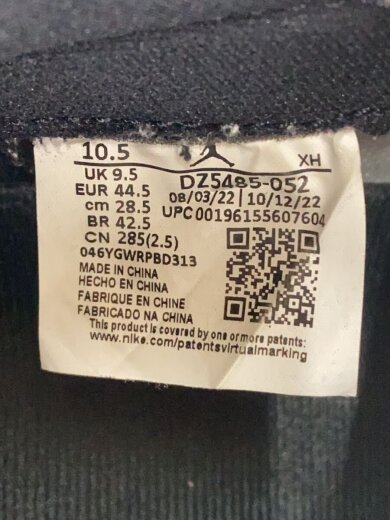 10.5 XH
UK 9.5 DZ5485-052
EUR 44.5 08/03/22 | 10/12/22
cm 28.5 UPC 00196155607604
BR 42.5
CN 285(2.5)
046YGWRPBD313
MADE IN CHINA
HECHO EN CHINA
FABRIQUE EN CHINE
FABRICADO NA CHINA
This product is covered by one or more patents:
www.nike.com/patentsvirtualmarking